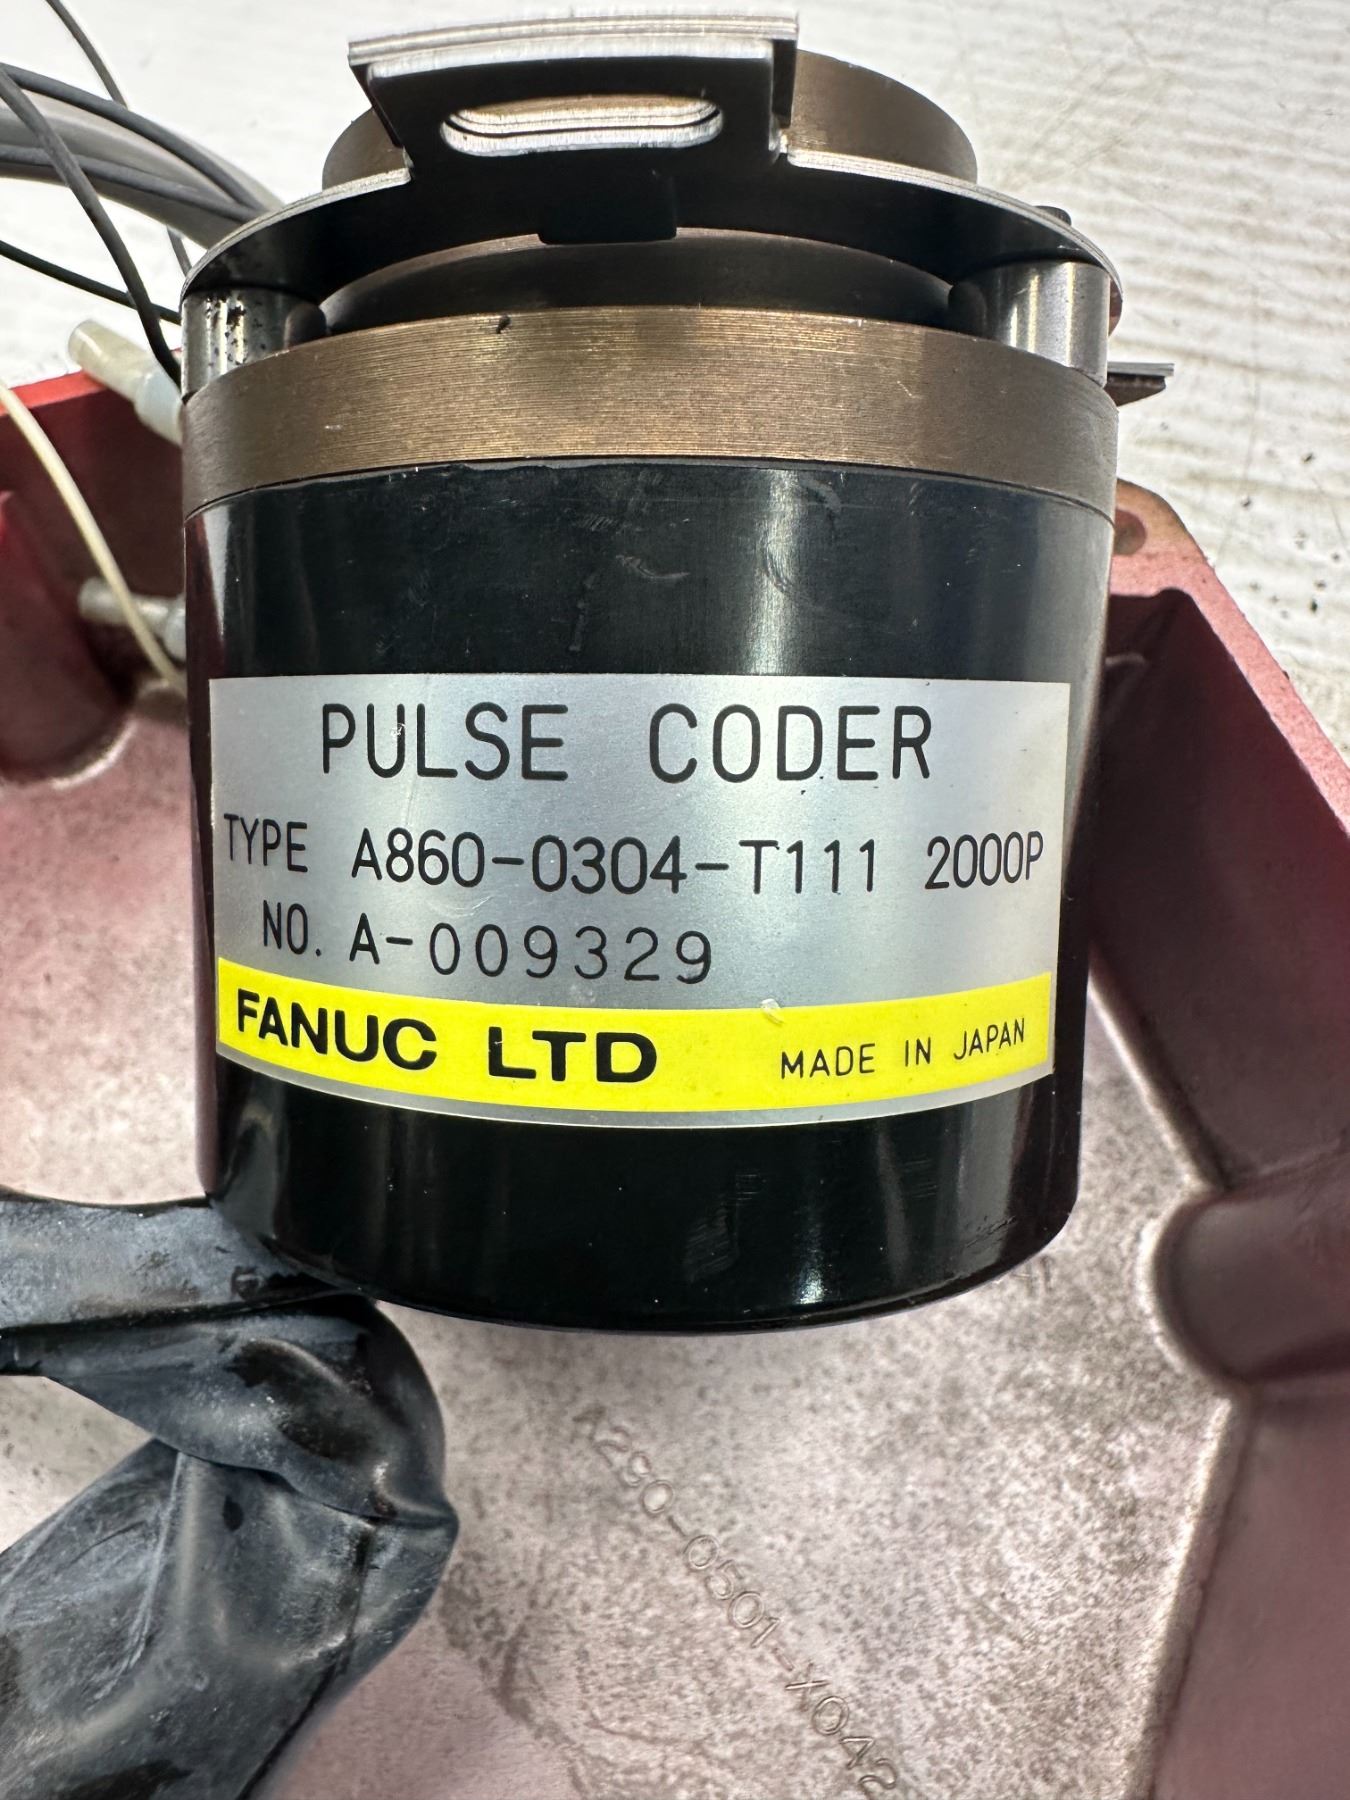 PULSE CODER
TYPE A860-0304-T111 2000P
NO. A-009329
FANUC LTD MADE IN JAPAN
A290-0501-X042